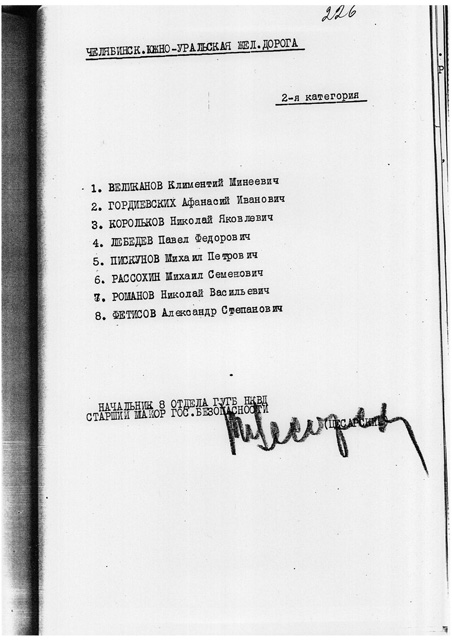 226
ЧЕЛЯБИНСК.ЮЖНО-УРАЛЬСКАЯ ЖЕЛ.ДОРОГА
2-я категория
1. ВЕЛИКАНОВ Климентий Минеевич
2. ГОРДИЕВСКИХ Афанасий Иванович
3. КОРОЛЬКОВ Николай Яковлевич
4. ЛЕБЕДЕВ Павел Федорович
5. ПИСКУНОВ Михаил Петрович
6. РАССОХИН Михаил Семенович
7. РОМАНОВ Николай Васильевич
8. ФЕТИСОВ Александр Степанович
НАЧАЛЬНИК 8 ОТДЕЛА ГУГБ НКВД
СТАРШИЙ МАЙОР ГОС.БЕЗОПАСНОСТИ
ЦЕСАРСКИЙ